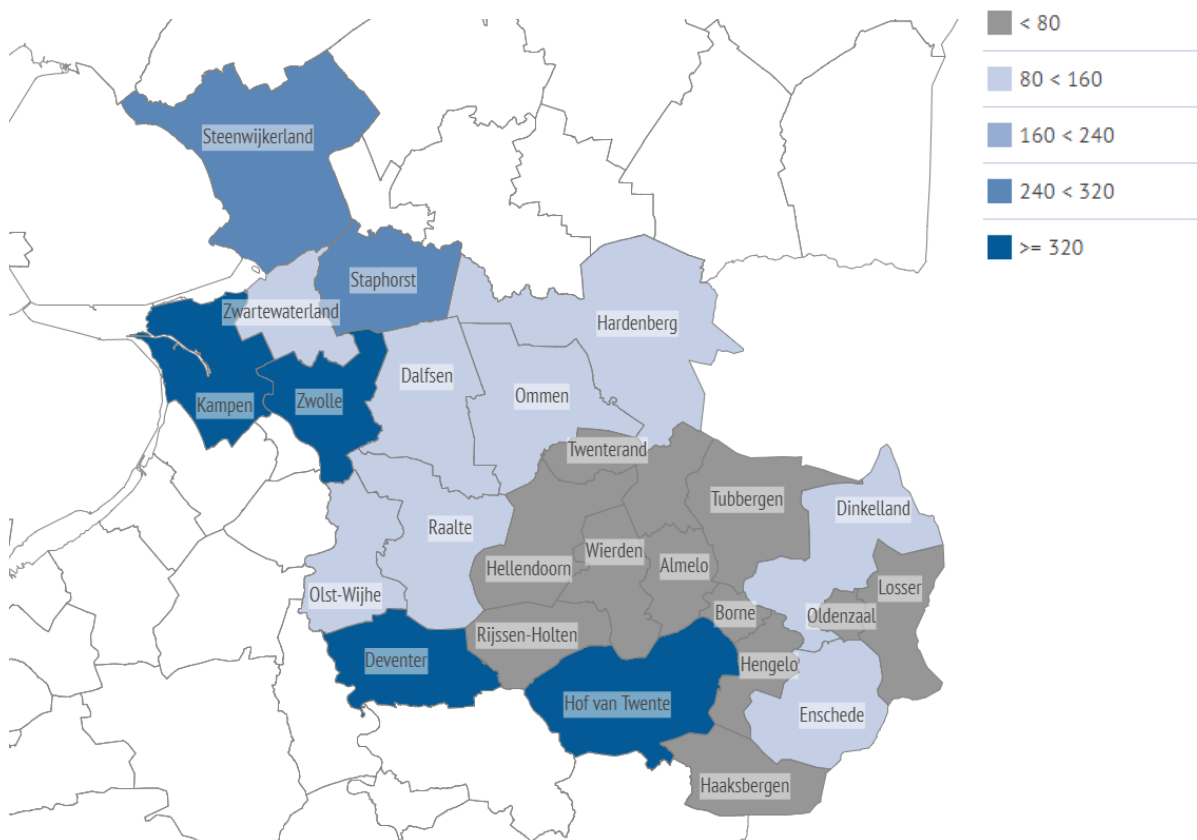 < 80
80 < 160
160 < 240
240 < 320
>= 320
Steenwijkerland
Staphorst
Zwartewaterland
Hardenberg
Dalfsen
Ommen
Kampen
Zwolle
Twenterand
Tubbergen
Dinkelland
Raalte
Wierden
Hellendoorn
Almelo
Losser
Olst-Wijhe
Borne
Oldenzaal
Rijssen-Holten
Deventer
Hengelo
Hof van Twente
Enschede
Haaksbergen